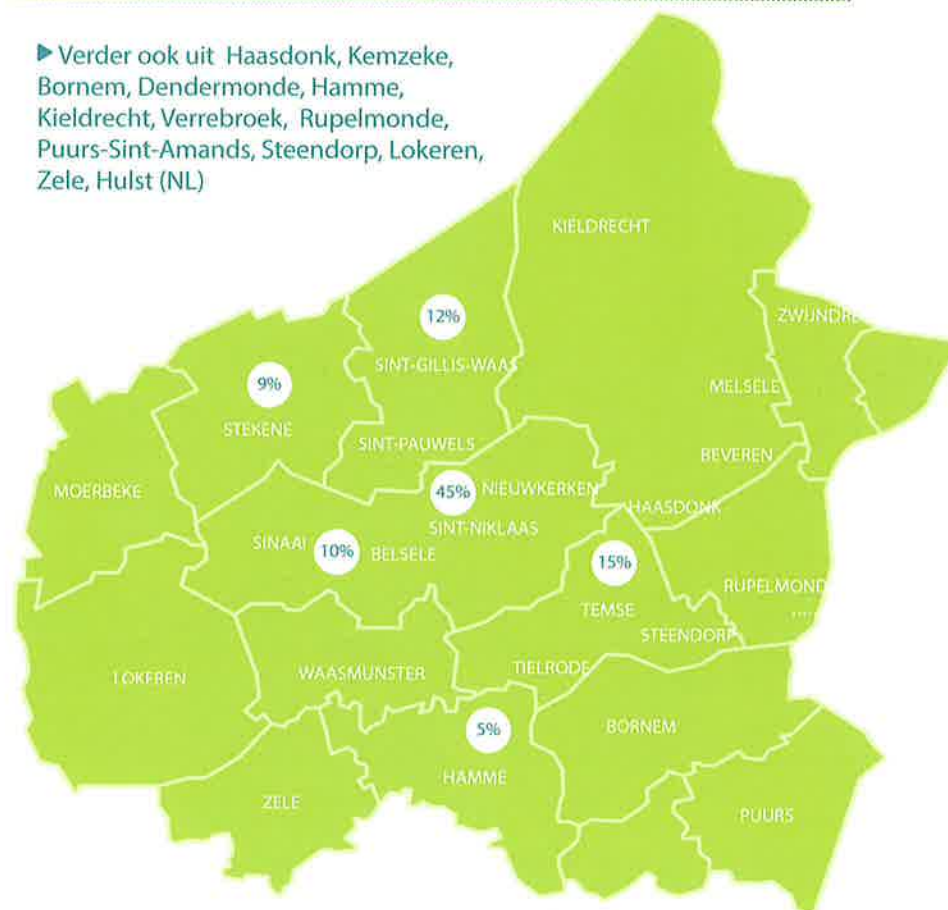 ▶ Verder ook uit Haasdonk, Kemzeke,
Bornem, Dendermonde, Hamme,
Kieldrecht, Verrebroek, Rupelmonde,
Puurs-Sint-Amands, Steendorp, Lokeren,
Zele, Hulst (NL)
KIELDRECHT
12%
ZWIJNDRE
SINT-GILLIS-WAAS
9%
MELSELE
STEKENE
SINT-PAUWELS
BEVEREN
MOERBEKE
45%
NIEUWKERKEN
HAASDONK
SINT-NIKLAAS
SINAAI
10%
BELSELE
15%
RUPELMOND
.....
TEMSE
STEENDORP
TIELRODE
LOKEREN
WAASMUNSTER
5%
BORNEM
HAMME
ZELE
PUURS